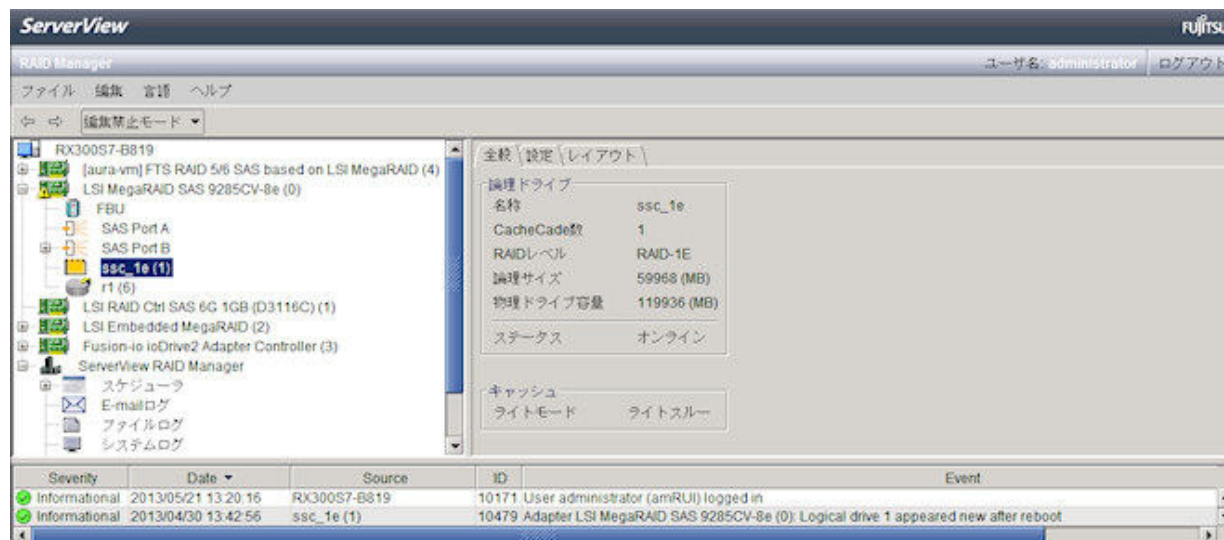 ServerView
FUJITSU
RAID Manager
ユーザ名: administrator
ログアウト
ファイル 編集 言語 ヘルプ
編集禁止モード
RX300S7-B819
[aura-vm] FTS RAID 5/6 SAS based on LSI MegaRAID (4)
LSI MegaRAID SAS 9285CV-8e (0)
FBU
SAS Port A
SAS Port B
ssc_1e (1)
r1 (6)
LSI RAID Ctrl SAS 6G 1GB (D3116C) (1)
LSI Embedded MegaRAID (2)
Fusion-io ioDrive2 Adapter Controller (3)
ServerView RAID Manager
スケジューラ
E-mailログ
ファイルログ
システムログ
全般 設定 レイアウト
論理ドライブ
名称 ssc_1e
CacheCade数 1
RAIDレベル RAID-1E
論理サイズ 59968 (MB)
物理ドライブ容量 119936 (MB)
ステータス オンライン
キャッシュ
ライトモード ライトスルー
Severity Date Source ID Event
Informational 2013/05/21 13:20:16 RX300S7-B819 10171 User administrator (amRUI) logged in
Informational 2013/04/30 13:42:56 ssc_1e (1) 10479 Adapter LSI MegaRAID SAS 9285CV-8e (0): Logical drive 1 appeared new after reboot